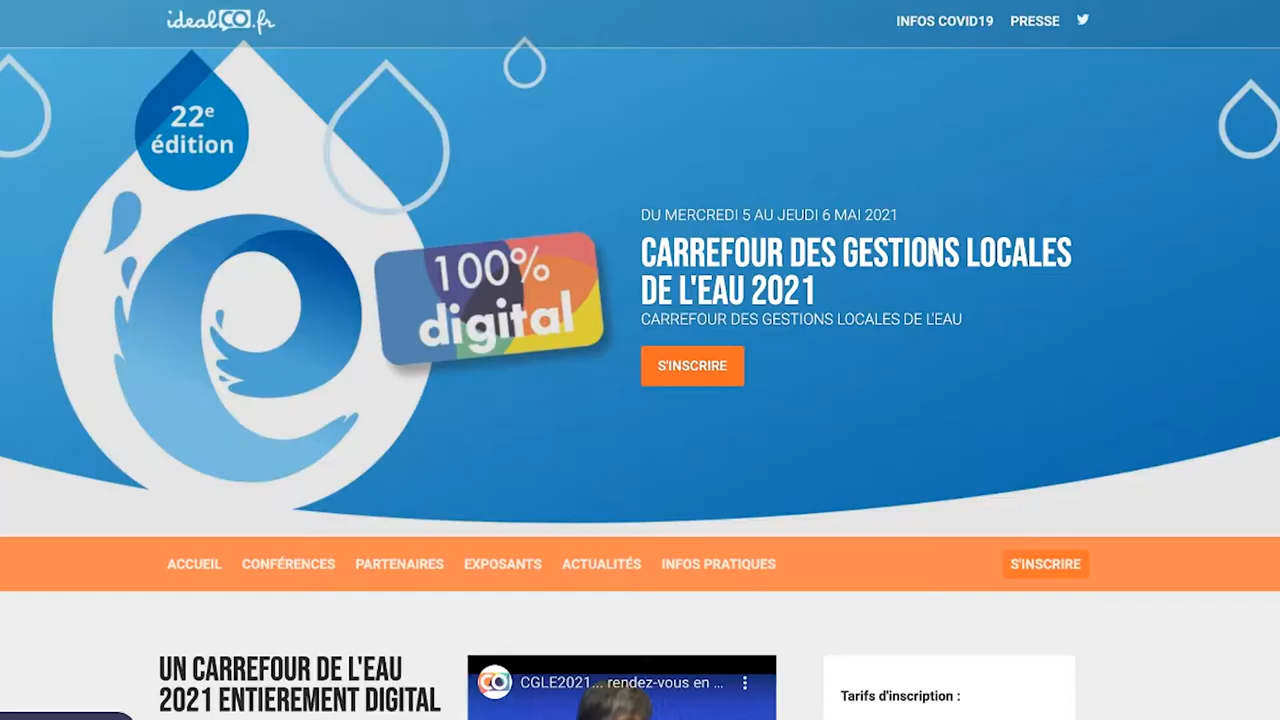 idealCO.fr
INFOS COVID19 PRESSE
22e
édition
100%
digital
DU MERCREDI 5 AU JEUDI 6 MAI 2021
CARREFOUR DES GESTIONS LOCALES
DE L'EAU 2021
CARREFOUR DES GESTIONS LOCALES DE L'EAU
S'INSCRIRE
ACCUEIL CONFÉRENCES PARTENAIRES EXPOSANTS ACTUALITÉS INFOS PRATIQUES S'INSCRIRE
UN CARREFOUR DE L'EAU
2021 ENTIEREMENT DIGITAL
CO CGLE2021... rendez-vous en ...
Tarifs d'inscription :